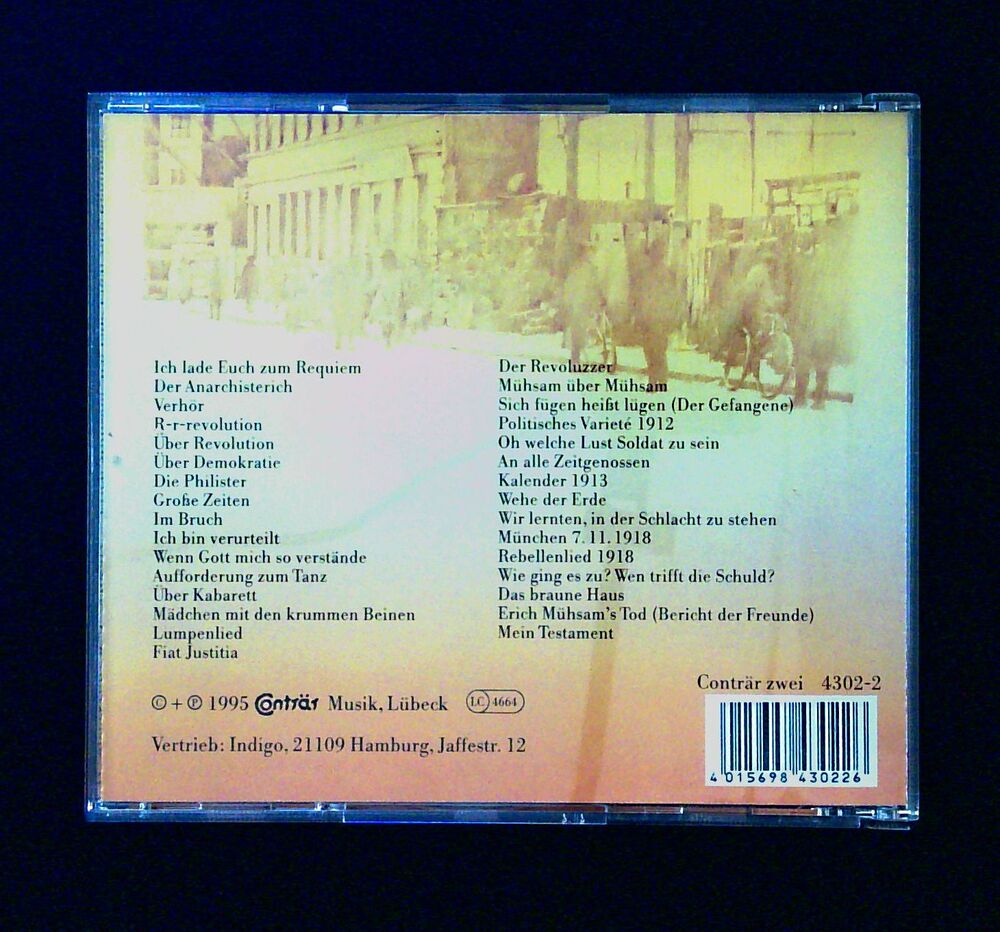 Ich lade Euch zum Requiem
Der Anarchisterich
Verhör
R-r-revolution
Über Revolution
Über Demokratie
Die Philister
Große Zeiten
Im Bruch
Ich bin verurteilt
Wenn Gott mich so verstände
Aufforderung zum Tanz
Über Kabarett
Mädchen mit den krummen Beinen
Lumpenlied
Fiat Justitia
Der Revoluzzer
Mühsam über Mühsam
Sich fügen heißt lügen (Der Gefangene)
Politisches Varieté 1912
Oh welche Lust Soldat zu sein
An alle Zeitgenossen
Kalender 1913
Wehe der Erde
Wir lernten, in der Schlacht zu stehen
München 7. 11. 1918
Rebellenlied 1918
Wie ging es zu? Wen trifft die Schuld?
Das braune Haus
Erich Mühsam's Tod (Bericht der Freunde)
Mein Testament
© + ℗ 1995 Conträr Musik, Lübeck LC 4664
Vertrieb: Indigo, 21109 Hamburg, Jaffestr. 12
Conträr zwei 4302-2
4 015698 430226